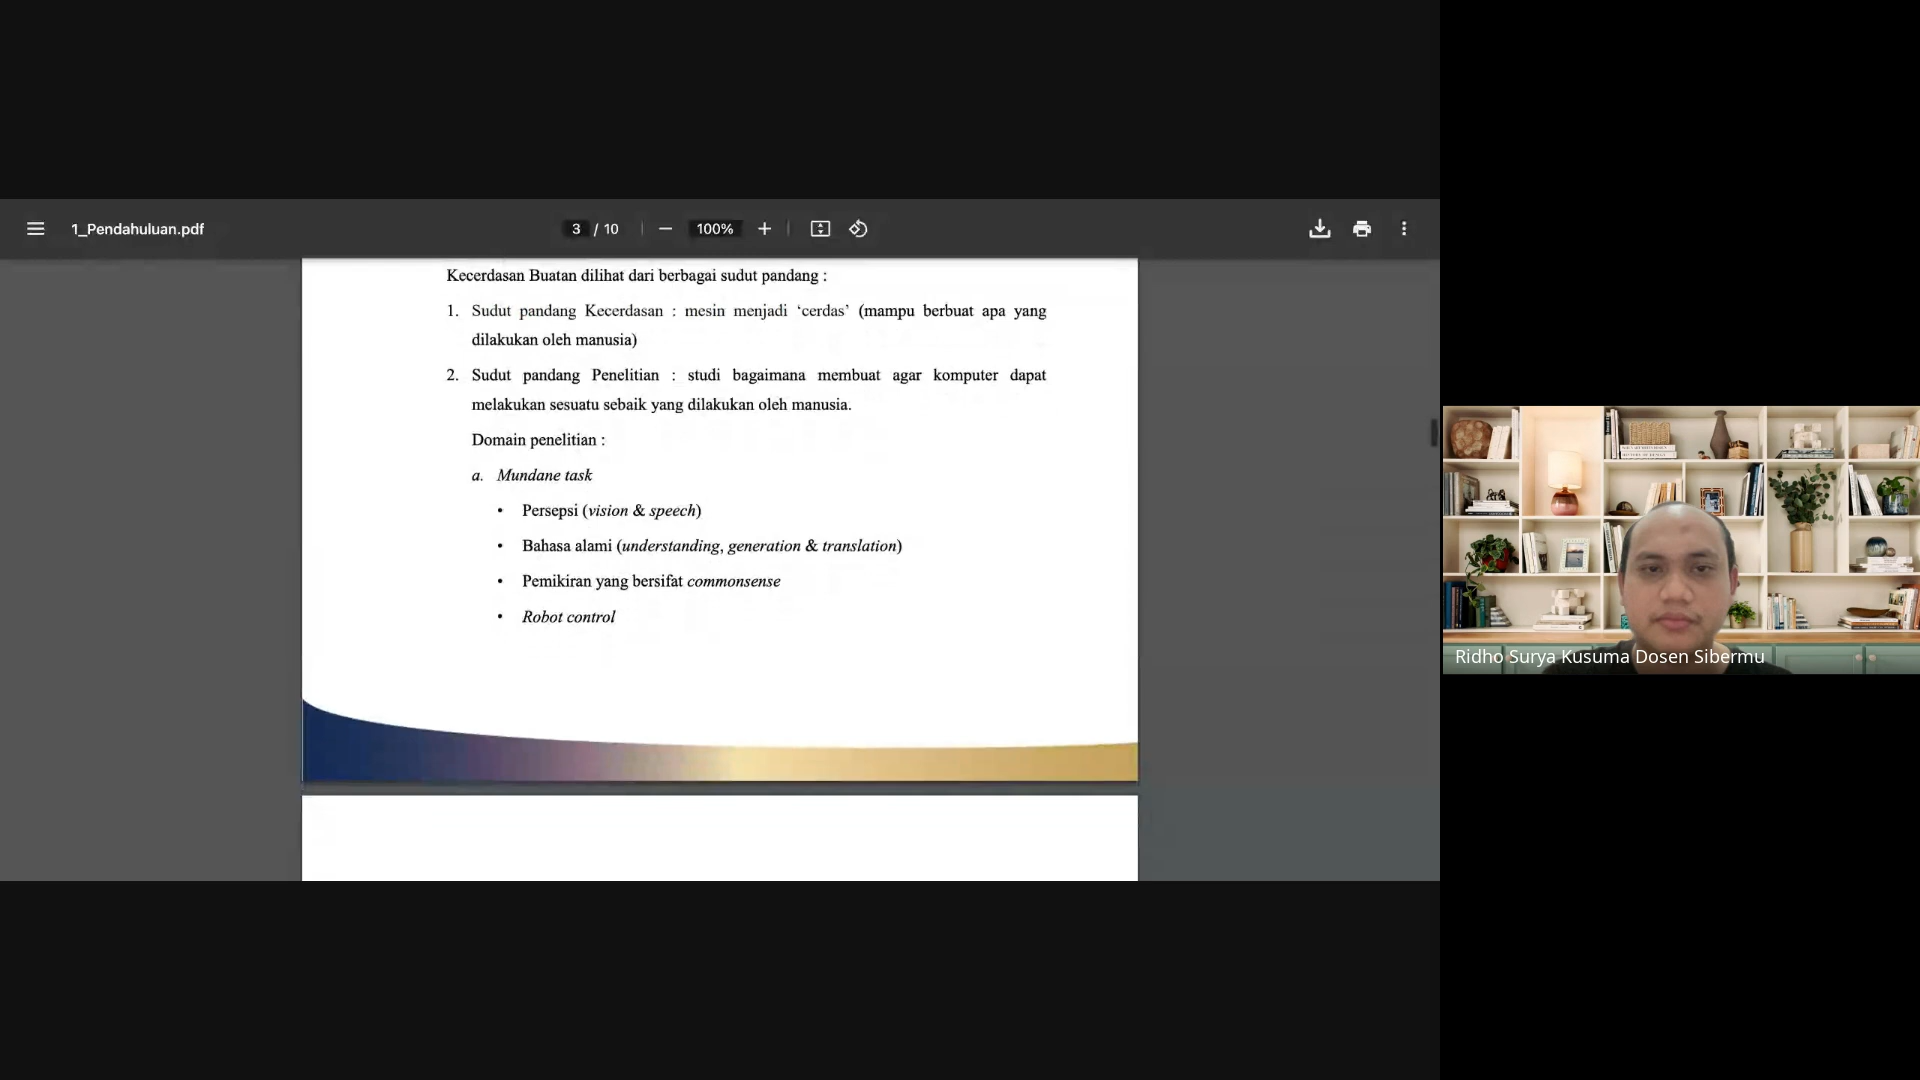 1_Pendahuluan.pdf
3 / 10
100%
Kecerdasan Buatan dilihat dari berbagai sudut pandang :
1. Sudut pandang Kecerdasan : mesin menjadi ‘cerdas’ (mampu berbuat apa yang
dilakukan oleh manusia)
2. Sudut pandang Penelitian : studi bagaimana membuat agar komputer dapat
melakukan sesuatu sebaik yang dilakukan oleh manusia.
Domain penelitian :
a. Mundane task
• Persepsi (vision & speech)
• Bahasa alami (understanding, generation & translation)
• Pemikiran yang bersifat commonsense
• Robot control
Ridho Surya Kusuma Dosen Sibermu